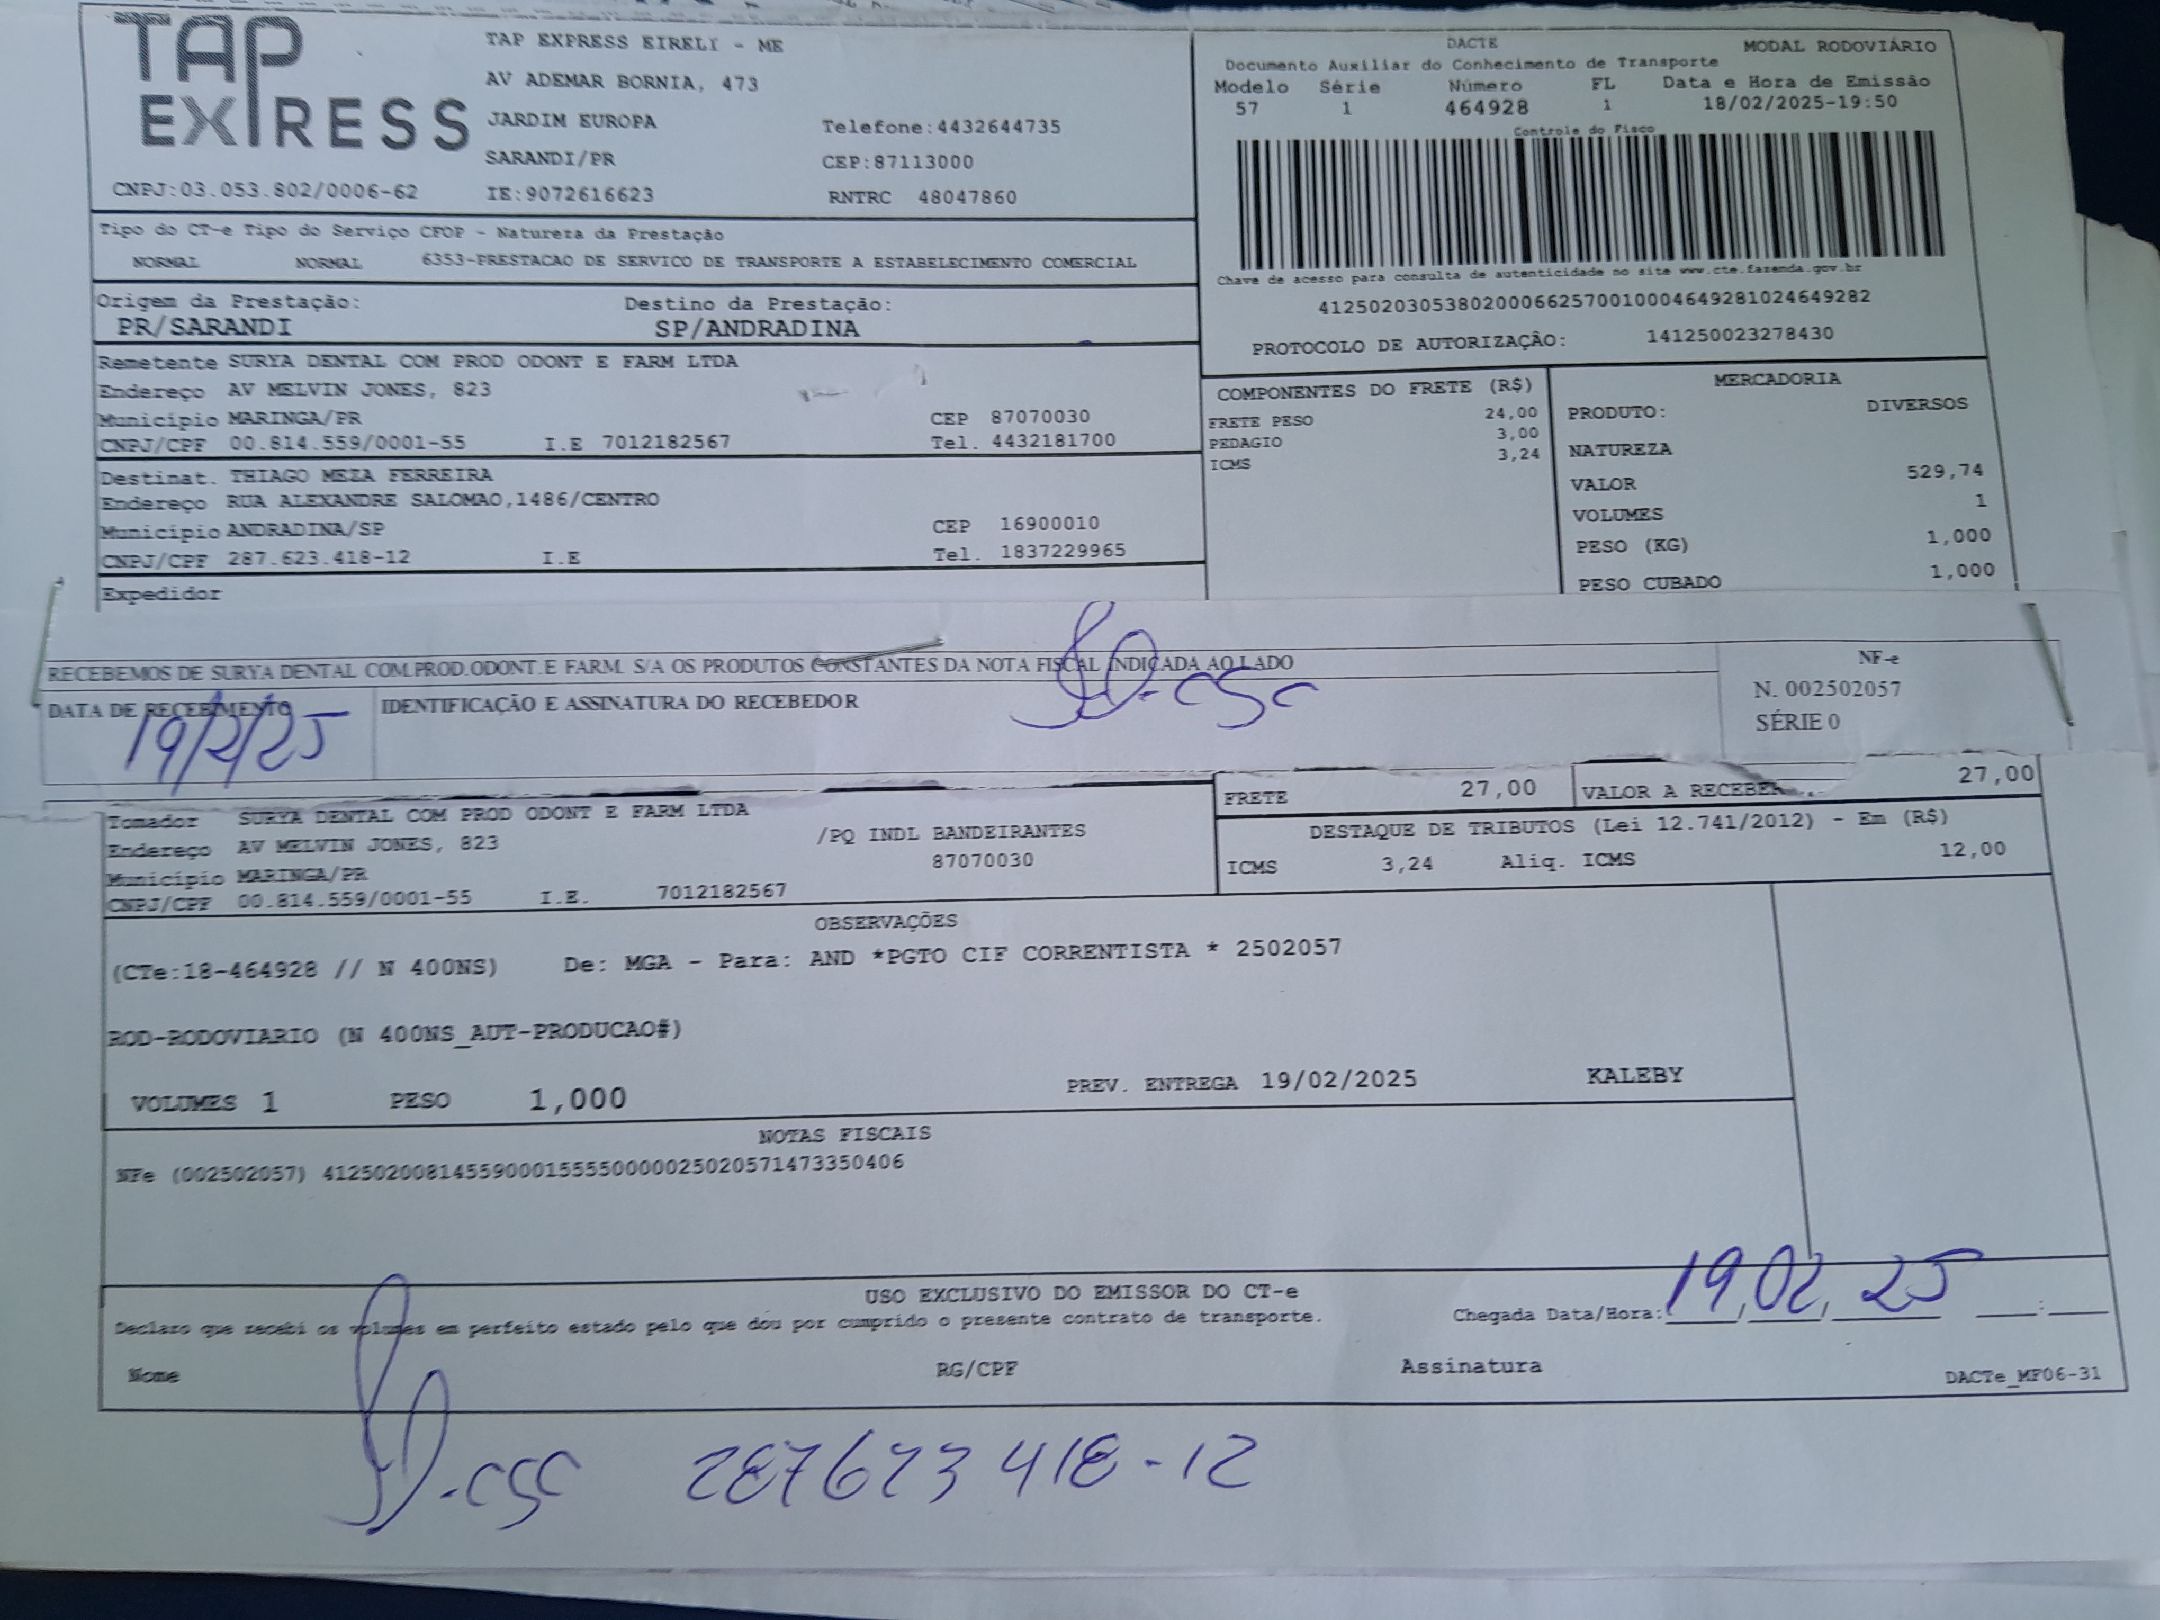 TAP EXPRESS
TAP EXPRESS EIRELI - ME
AV ADEMAR BORNIA, 473
JARDIM EUROPA Telefone:4432644735
SARANDI/PR CEP:87113000
CNPJ:03.053.802/0006-62 IE:9072616623 RNTRC 48047860
DACTE MODAL RODOVIÁRIO
Documento Auxiliar do Conhecimento de Transporte
Modelo Série Número FL Data e Hora de Emissão
57 1 464928 1 18/02/2025-19:50
Controle do Fisco
Chave de acesso para consulta de autenticidade no site www.cte.fazenda.gov.br
41250203053802000662570010004649281024649282
PROTOCOLO DE AUTORIZAÇÃO: 141250023278430
Tipo do CT-e Tipo do Serviço CFOP - Natureza da Prestação
NORMAL NORMAL 6353-PRESTACAO DE SERVICO DE TRANSPORTE A ESTABELECIMENTO COMERCIAL
Origem da Prestação: Destino da Prestação:
PR/SARANDI SP/ANDRADINA
Remetente SURYA DENTAL COM PROD ODONT E FARM LTDA
Endereço AV MELVIN JONES, 823
Município MARINGA/PR CEP 87070030
CNPJ/CPF 00.814.559/0001-55 I.E 7012182567 Tel. 4432181700
Destinat. THIAGO MEZA FERREIRA
Endereço RUA ALEXANDRE SALOMAO,1486/CENTRO
Município ANDRADINA/SP CEP 16900010
CNPJ/CPF 287.623.418-12 I.E Tel. 1837229965
Expedidor
COMPONENTES DO FRETE (R$)
FRETE PESO 24,00
PEDAGIO 3,00
ICMS 3,24
MERCADORIA
PRODUTO: DIVERSOS
NATUREZA
VALOR 529,74
VOLUMES 1
PESO (KG) 1,000
PESO CUBADO 1,000
RECEBEMOS DE SURYA DENTAL COM.PROD.ODONT.E FARM. S/A OS PRODUTOS CONSTANTES DA NOTA FISCAL INDICADA AO LADO
DATA DE RECEBIMENTO IDENTIFICAÇÃO E ASSINATURA DO RECEBEDOR
19/2/25
NF-e
N. 002502057
SÉRIE 0
FRETE 27,00 VALOR A RECEBER 27,00
Tomador SURYA DENTAL COM PROD ODONT E FARM LTDA
Endereço AV MELVIN JONES, 823 /PQ INDL BANDEIRANTES
Município MARINGA/PR 87070030
CNPJ/CPF 00.814.559/0001-55 I.E. 7012182567
DESTAQUE DE TRIBUTOS (Lei 12.741/2012) - Em (R$)
ICMS 3,24 Aliq. ICMS 12,00
OBSERVAÇÕES
(CTe:18-464928 // N 400NS) De: MGA - Para: AND *PGTO CIF CORRENTISTA * 2502057
ROD-RODOVIARIO (N 400NS_AUT-PRODUCAO#)
VOLUMES 1 PESO 1,000 PREV. ENTREGA 19/02/2025 KALEBY
NOTAS FISCAIS
NFe (002502057) 41250200814559000155550000025020571473350406
USO EXCLUSIVO DO EMISSOR DO CT-e
Declaro que recebi os volumes em perfeito estado pelo que dou por cumprido o presente contrato de transporte. Chegada Data/Hora: 19/02/25
Nome RG/CPF Assinatura DACTe_MF06-31
287623418-12